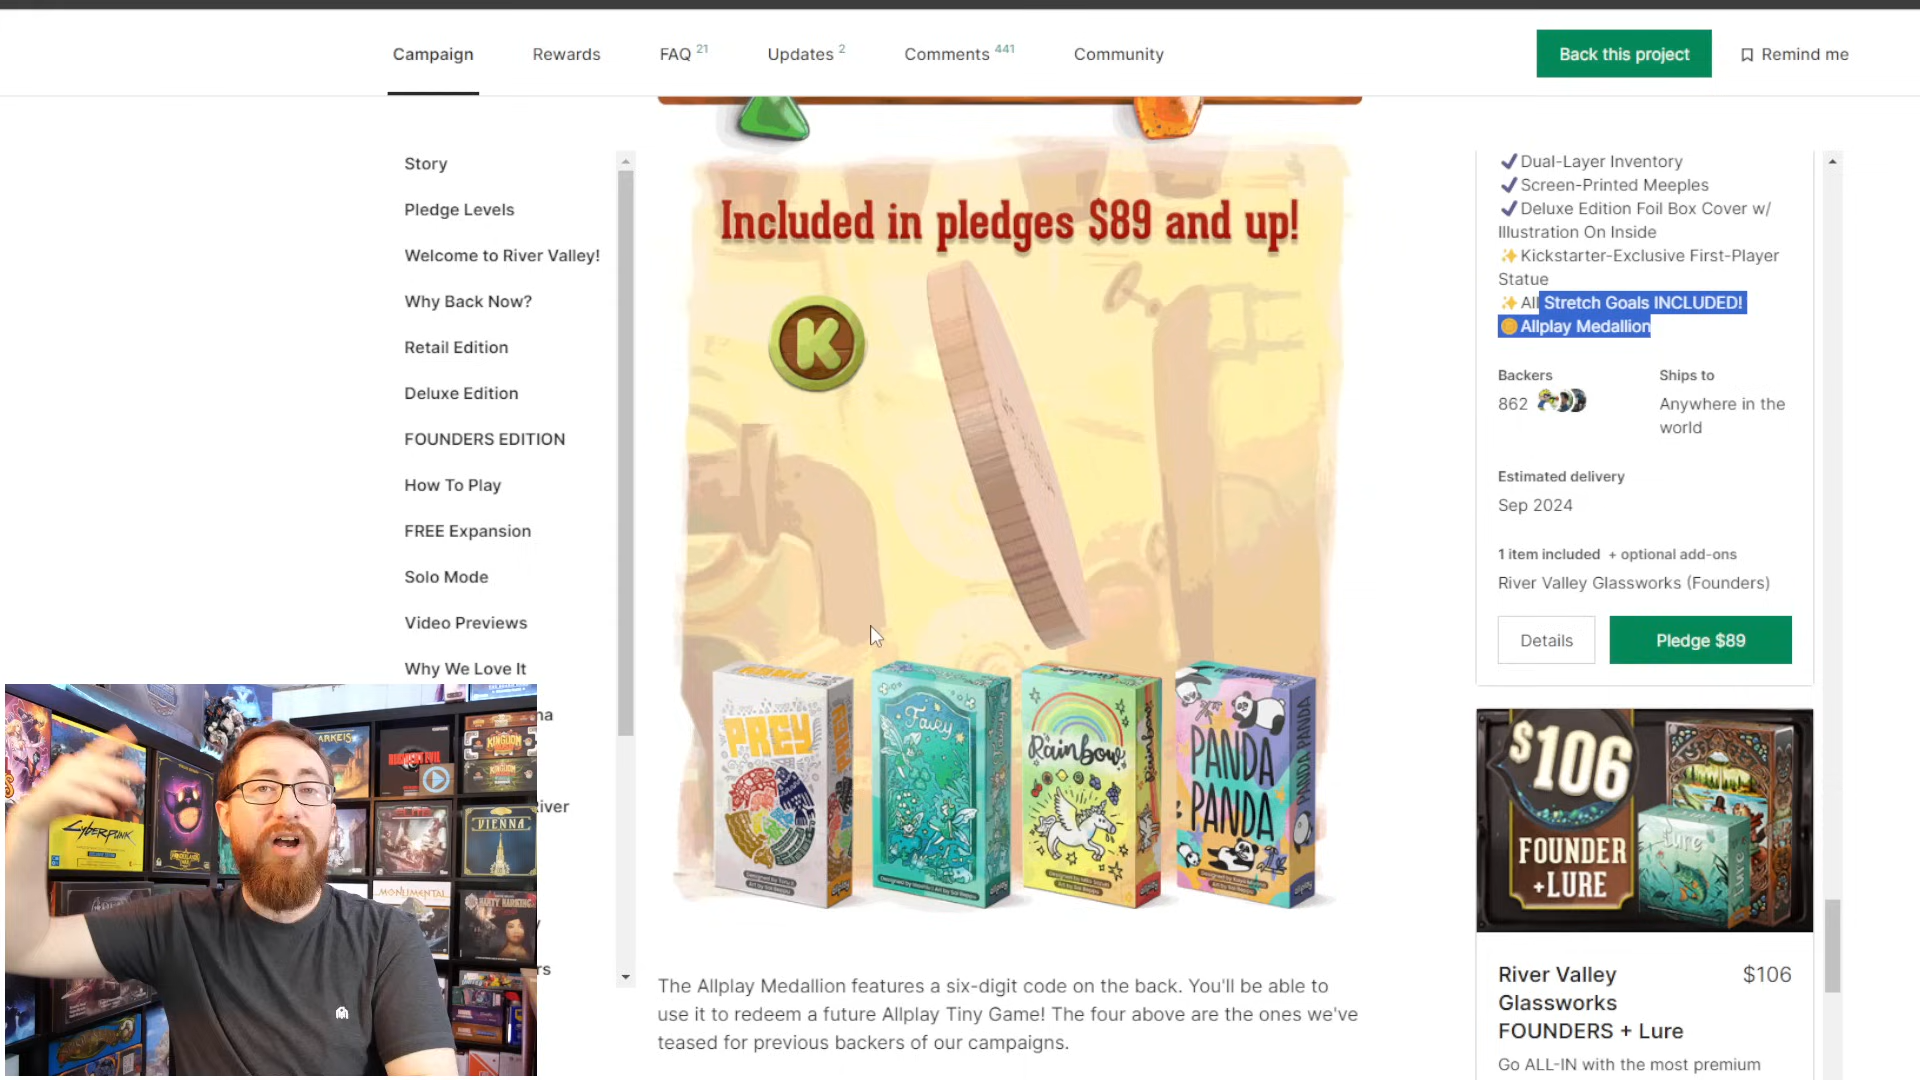 Campaign
Rewards
FAQ 21
Updates 2
Comments 441
Community
Back this project
Remind me
Story
Pledge Levels
Welcome to River Valley!
Why Back Now?
Retail Edition
Deluxe Edition
FOUNDERS EDITION
How To Play
FREE Expansion
Solo Mode
Video Previews
Why We Love It
Included in pledges $89 and up!
K
PREY
Fairy
Rainbow
Rainbow
PANDA
PANDA
PANDA PANDA
allplay
The Allplay Medallion features a six-digit code on the back. You'll be able to
use it to redeem a future Allplay Tiny Game! The four above are the ones we've
teased for previous backers of our campaigns.
✔Dual-Layer Inventory
✔Screen-Printed Meeples
✔Deluxe Edition Foil Box Cover w/
Illustration On Inside
✨Kickstarter-Exclusive First-Player
Statue
✨All Stretch Goals INCLUDED!
Allplay Medallion
Backers
862
Ships to
Anywhere in the
world
Estimated delivery
Sep 2024
1 item included + optional add-ons
River Valley Glassworks (Founders)
Details
Pledge $89
$106
FOUNDER
+LURE
Lure
River Valley
Glassworks
FOUNDERS + Lure
$106
Go ALL-IN with the most premium
CYBERPUNK
VIENNA
MONUMENTAL
KINGDOM